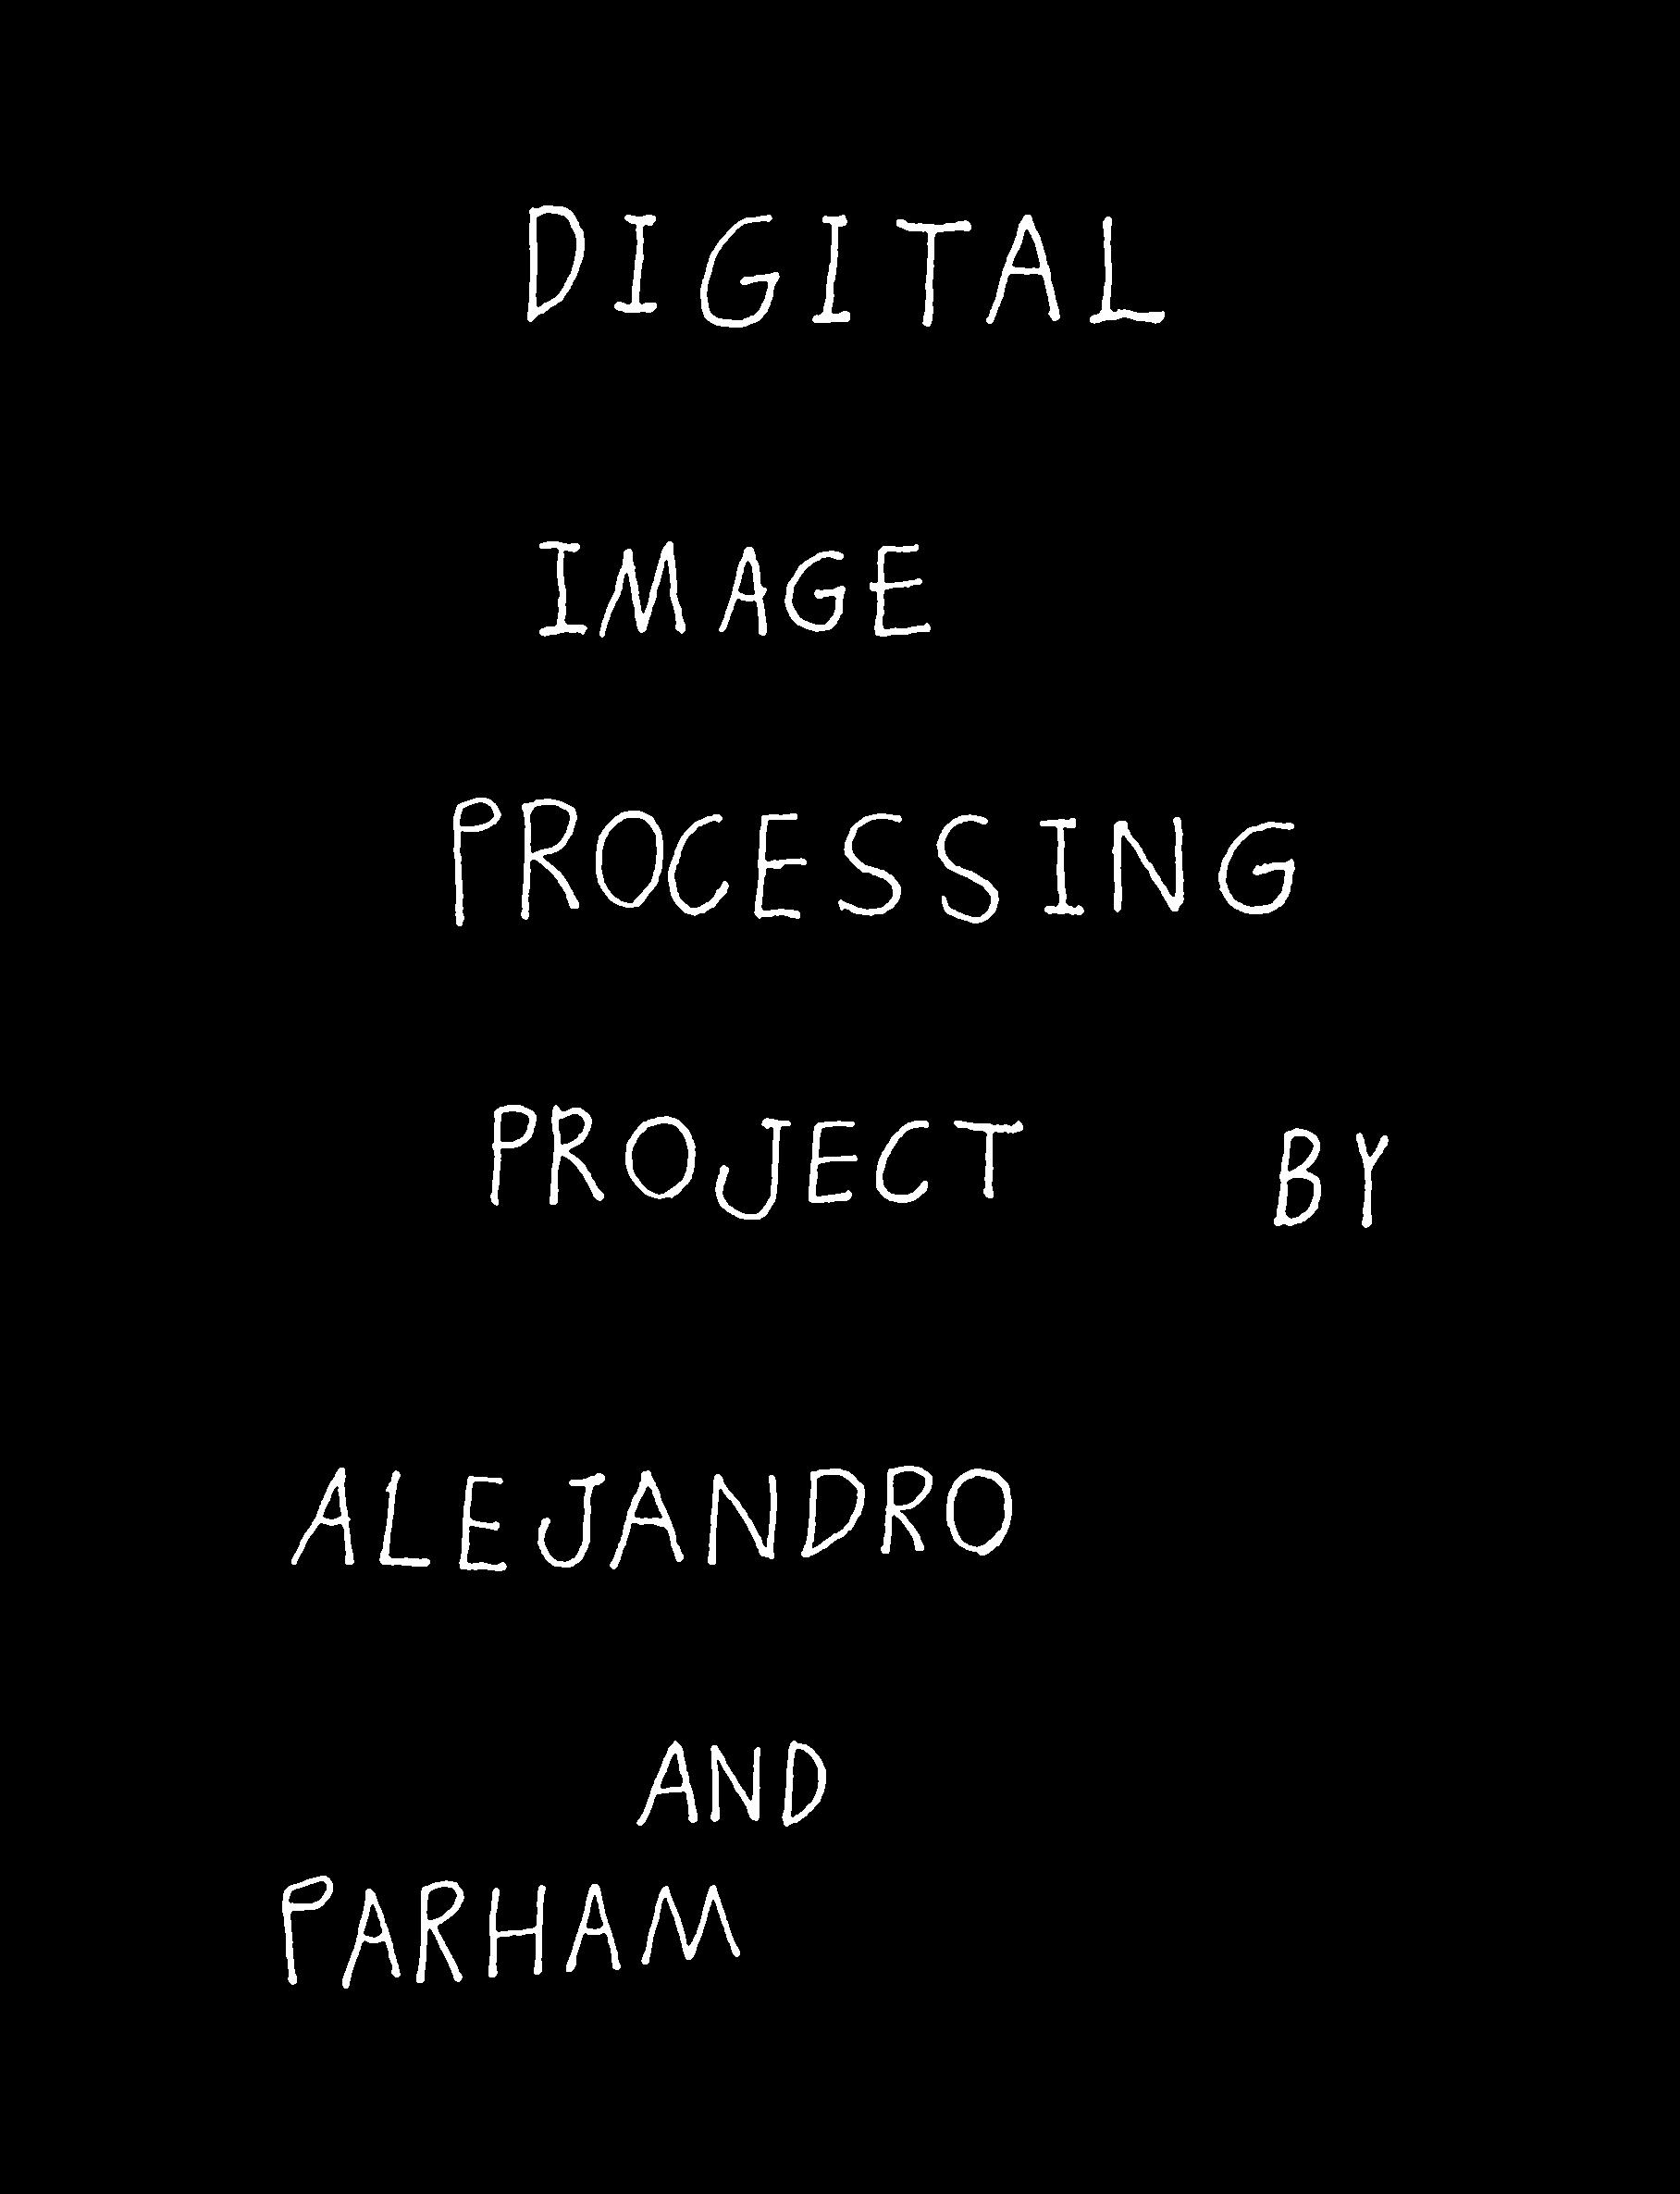 DIGITAL
IMAGE
PROCESSING
PROJECT BY
ALEJANDRO
AND
PARHAM